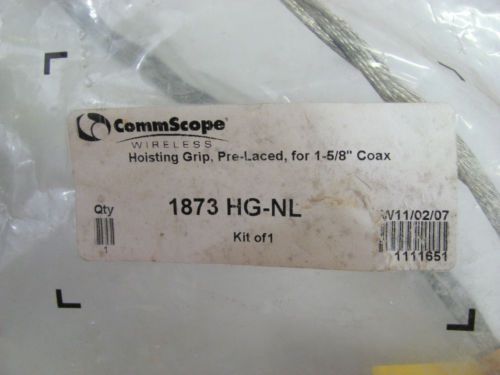 CommScope
WIRELESS
Hoisting Grip, Pre-Laced, for 1-5/8" Coax
Qty
1873 HG-NL
W11/02/07
Kit of1
1
1111651